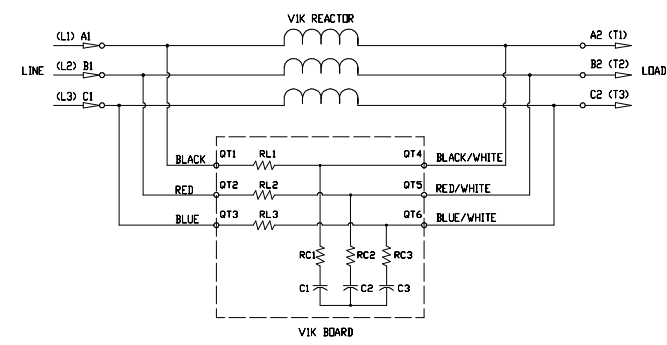 V1K REACTOR
(L1) A1
A2 (T1)
LINE
(L2) B1
B2 (T2)
LOAD
(L3) C1
C2 (T3)
BLACK
QT1
RL1
QT4
BLACK/WHITE
RED
QT2
RL2
QT5
RED/WHITE
BLUE
QT3
RL3
QT6
BLUE/WHITE
RC1
RC2
RC3
C1
C2
C3
V1K BOARD